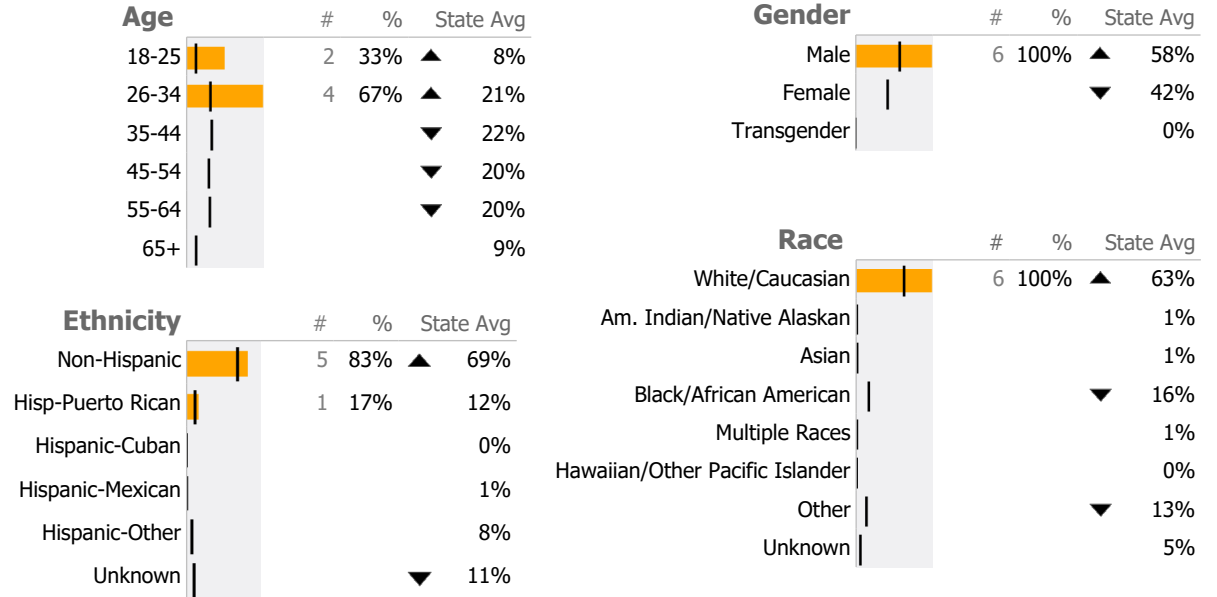 Age # % State Avg
18-25 2 33% ▲ 8%
26-34 4 67% ▲ 21%
35-44 ▼ 22%
45-54 ▼ 20%
55-64 ▼ 20%
65+ 9%
Ethnicity # % State Avg
Non-Hispanic 5 83% ▲ 69%
Hisp-Puerto Rican 1 17% 12%
Hispanic-Cuban 0%
Hispanic-Mexican 1%
Hispanic-Other 8%
Unknown ▼ 11%
Gender # % State Avg
Male 6 100% ▲ 58%
Female ▼ 42%
Transgender 0%
Race # % State Avg
White/Caucasian 6 100% ▲ 63%
Am. Indian/Native Alaskan 1%
Asian 1%
Black/African American ▼ 16%
Multiple Races 1%
Hawaiian/Other Pacific Islander 0%
Other ▼ 13%
Unknown 5%